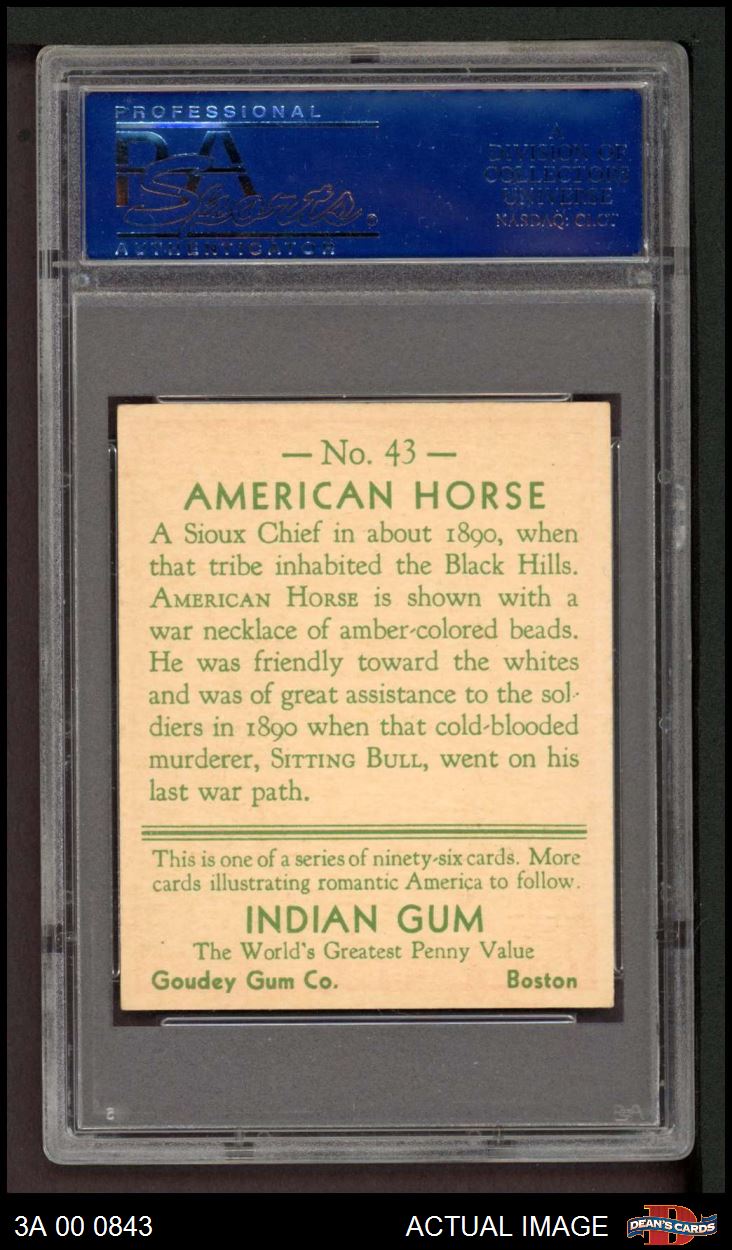 PROFESSIONAL
PSA
Sports
AUTHENTICATOR
A
DIVISION OF
COLLECTORS
UNIVERSE
NASDAQ: CLCT
— No. 43 —
AMERICAN HORSE
A Sioux Chief in about 1890, when
that tribe inhabited the Black Hills.
AMERICAN HORSE is shown with a
war necklace of amber-colored beads.
He was friendly toward the whites
and was of great assistance to the sol-
diers in 1890 when that cold-blooded
murderer, SITTING BULL, went on his
last war path.
This is one of a series of ninety-six cards. More
cards illustrating romantic America to follow.
INDIAN GUM
The World's Greatest Penny Value
Goudey Gum Co. Boston
3A 00 0843 ACTUAL IMAGE DEAN'S CARDS